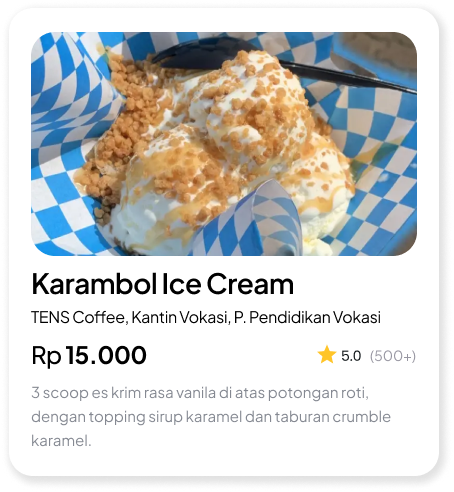 Karambol Ice Cream
TENS Coffee, Kantin Vokasi, P. Pendidikan Vokasi
Rp 15.000 5.0 (500+)
3 scoop es krim rasa vanila di atas potongan roti,
dengan topping sirup karamel dan taburan crumble
karamel.